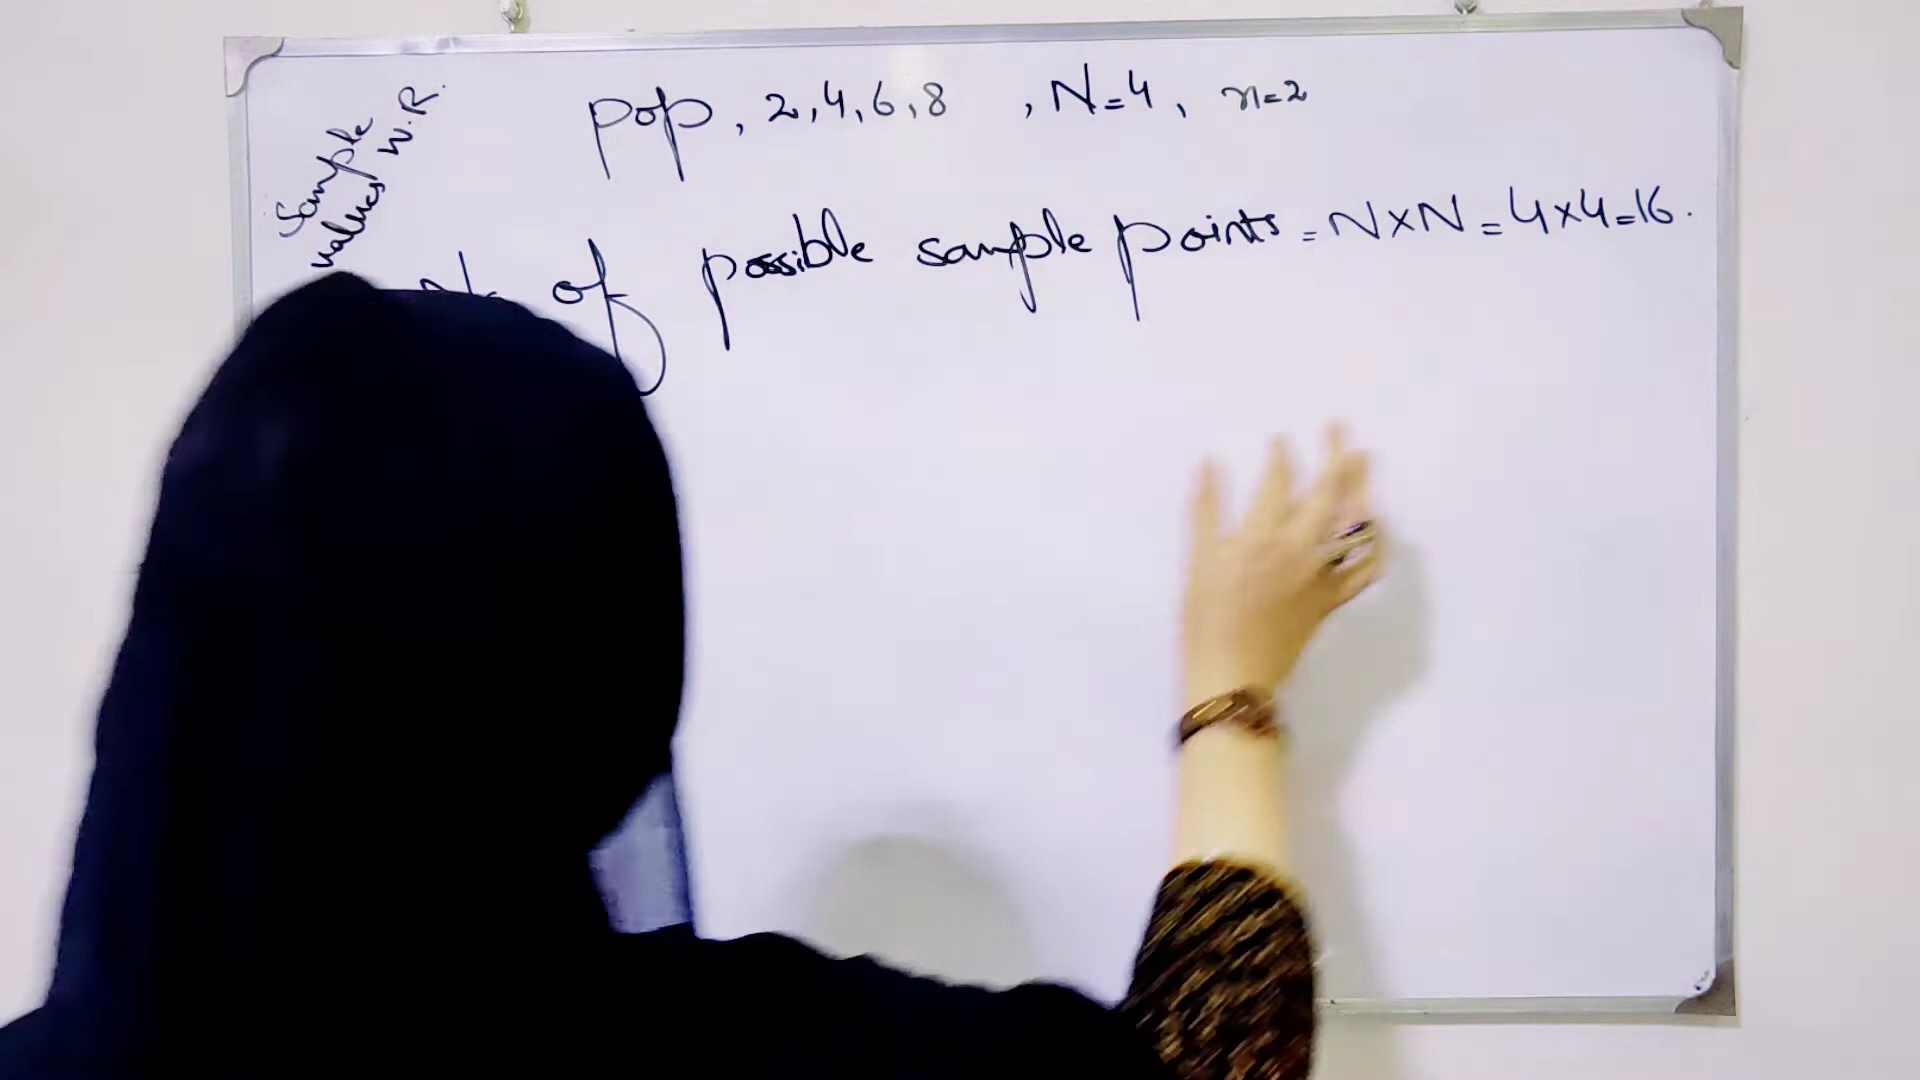 pop, 2,4,6,8 , N=4, n=2
Sample
values W.R.
of possible sample points = N×N = 4×4=16.